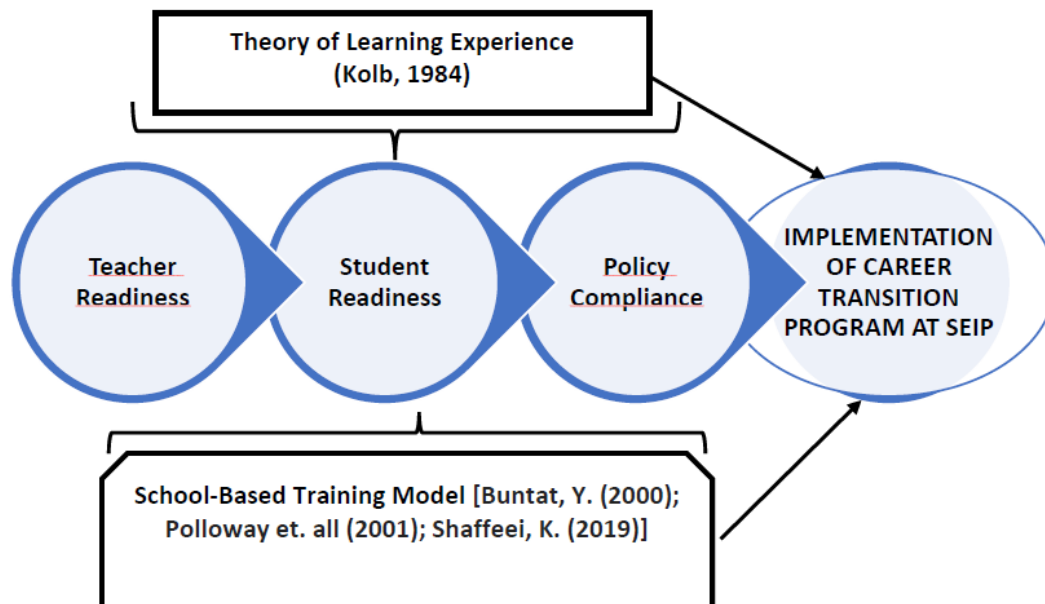 Theory of Learning Experience
(Kolb, 1984)
Teacher
Readiness
Student
Readiness
Policy
Compliance
IMPLEMENTATION
OF CAREER
TRANSITION
PROGRAM AT SEIP
School-Based Training Model [Buntat, Y. (2000);
Polloway et. all (2001); Shaffeei, K. (2019)]